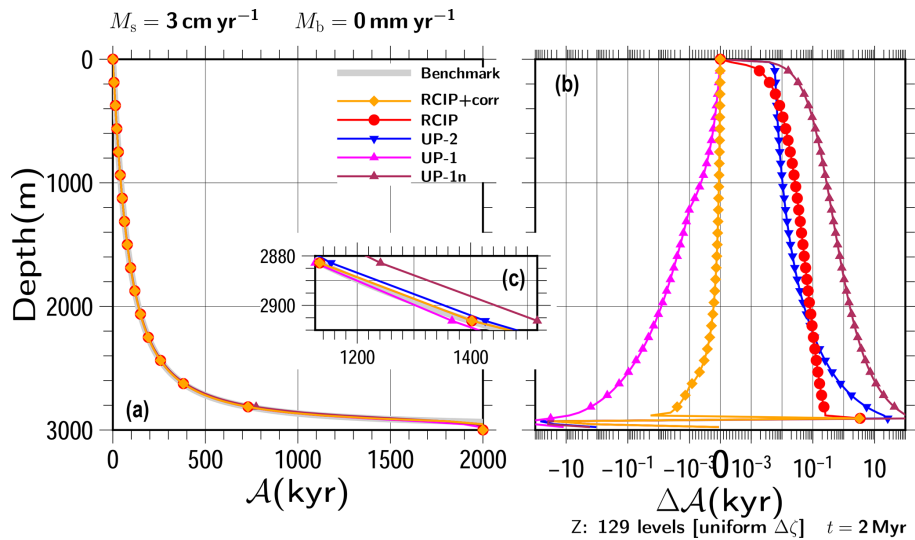 Mₛ = 3 cm yr⁻¹ M_b = 0 mm yr⁻¹
0
1000
2000
3000
Depth(m)
0 500 1000 1500 2000
𝒜(kyr)
(a)
Benchmark
RCIP+corr
RCIP
UP-2
UP-1
UP-1n
2880
2900
1200 1400
(c)
(b)
−10 −10⁻¹ −10⁻³ 0 10⁻³ 10⁻¹ 10
Δ𝒜(kyr)
Z: 129 levels [uniform Δζ] t = 2 Myr